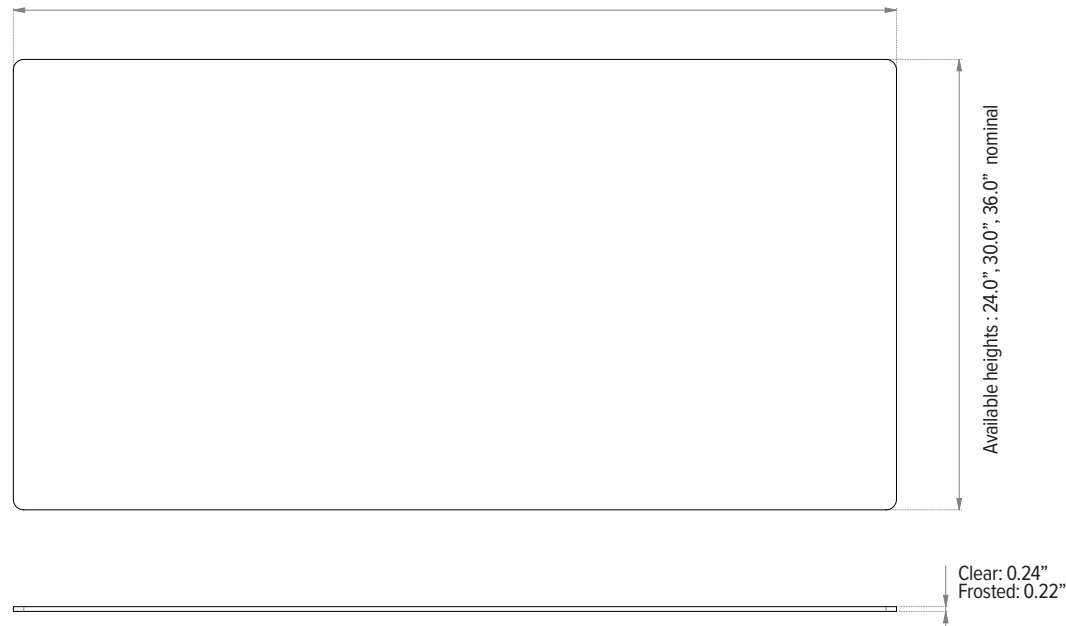 Available heights : 24.0”, 30.0”, 36.0” nominal
Clear: 0.24”
Frosted: 0.22”